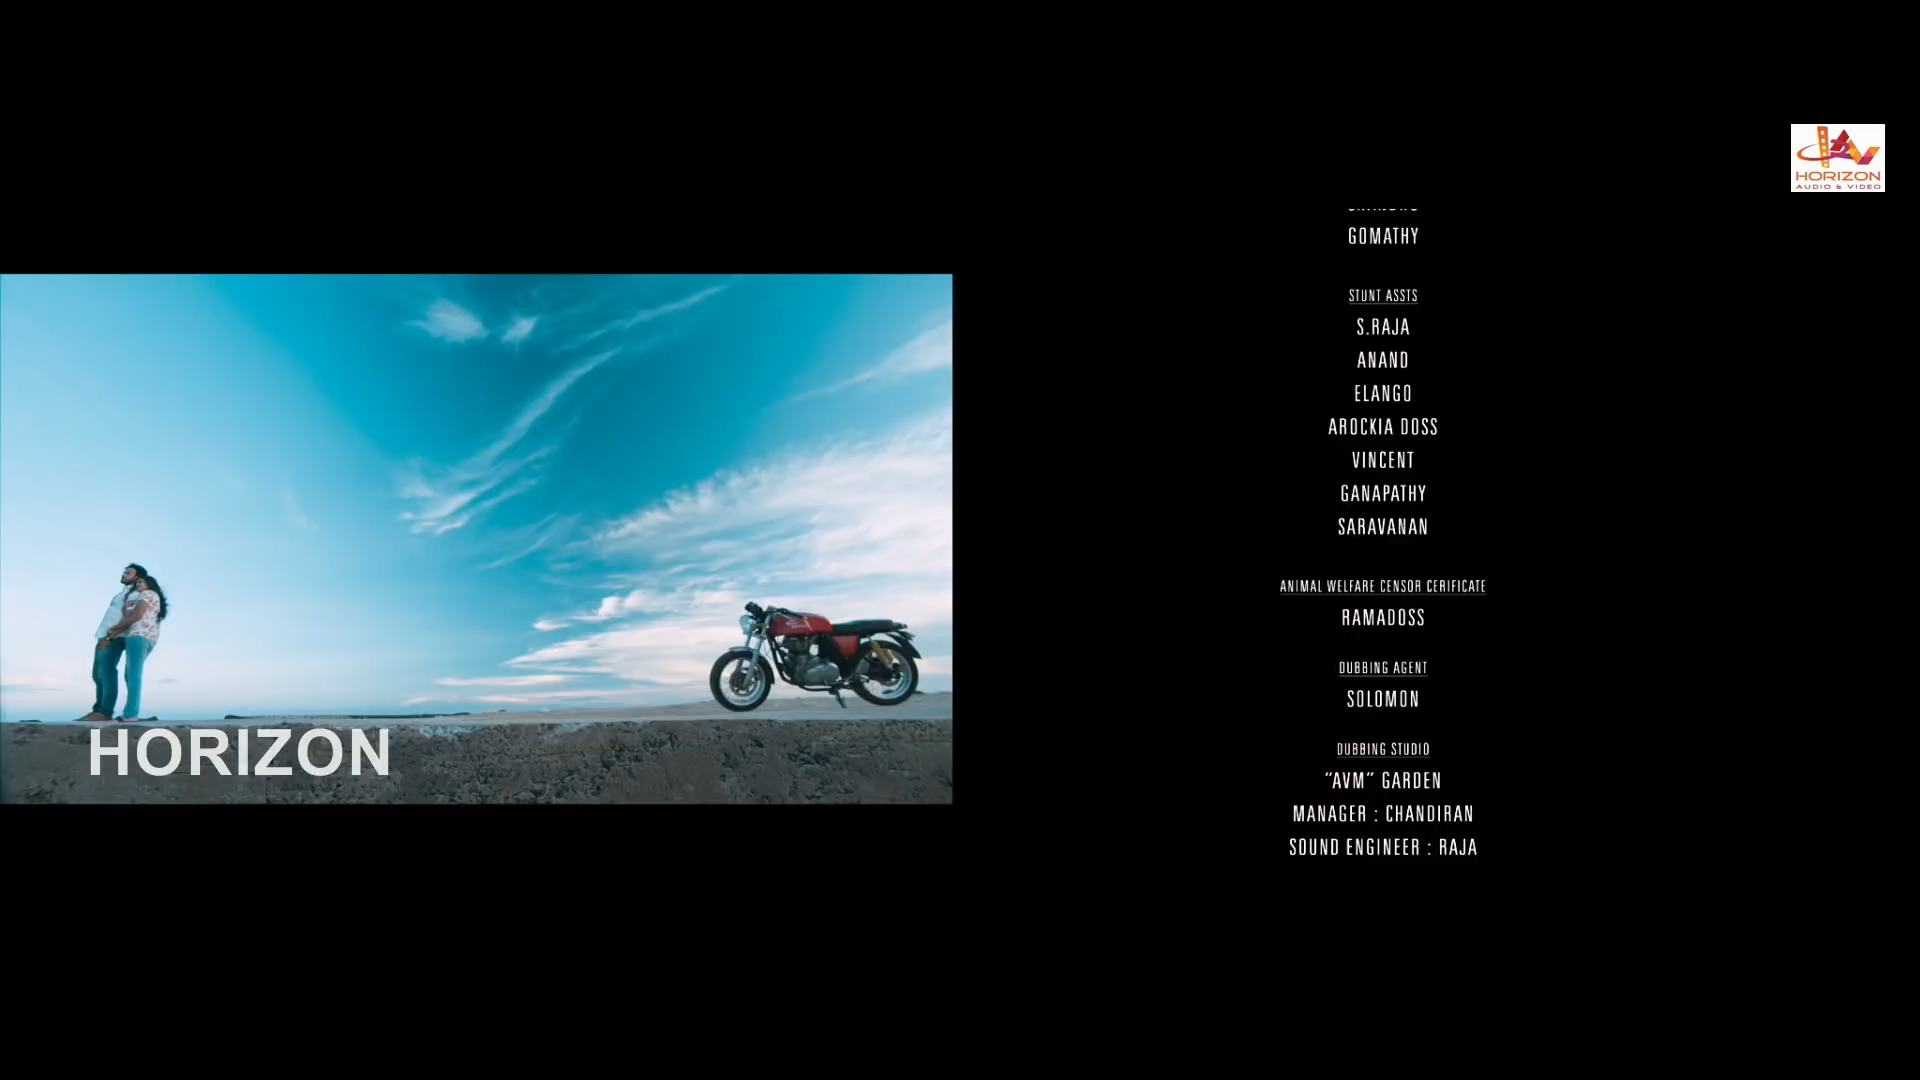 HORIZON
AUDIO & VIDEO
GOMATHY
STUNT ASSTS
S.RAJA
ANAND
ELANGO
AROCKIA DOSS
VINCENT
GANAPATHY
SARAVANAN
ANIMAL WELFARE CENSOR CERIFICATE
RAMADOSS
DUBBING AGENT
SOLOMON
DUBBING STUDIO
“AVM” GARDEN
MANAGER : CHANDIRAN
SOUND ENGINEER : RAJA
HORIZON